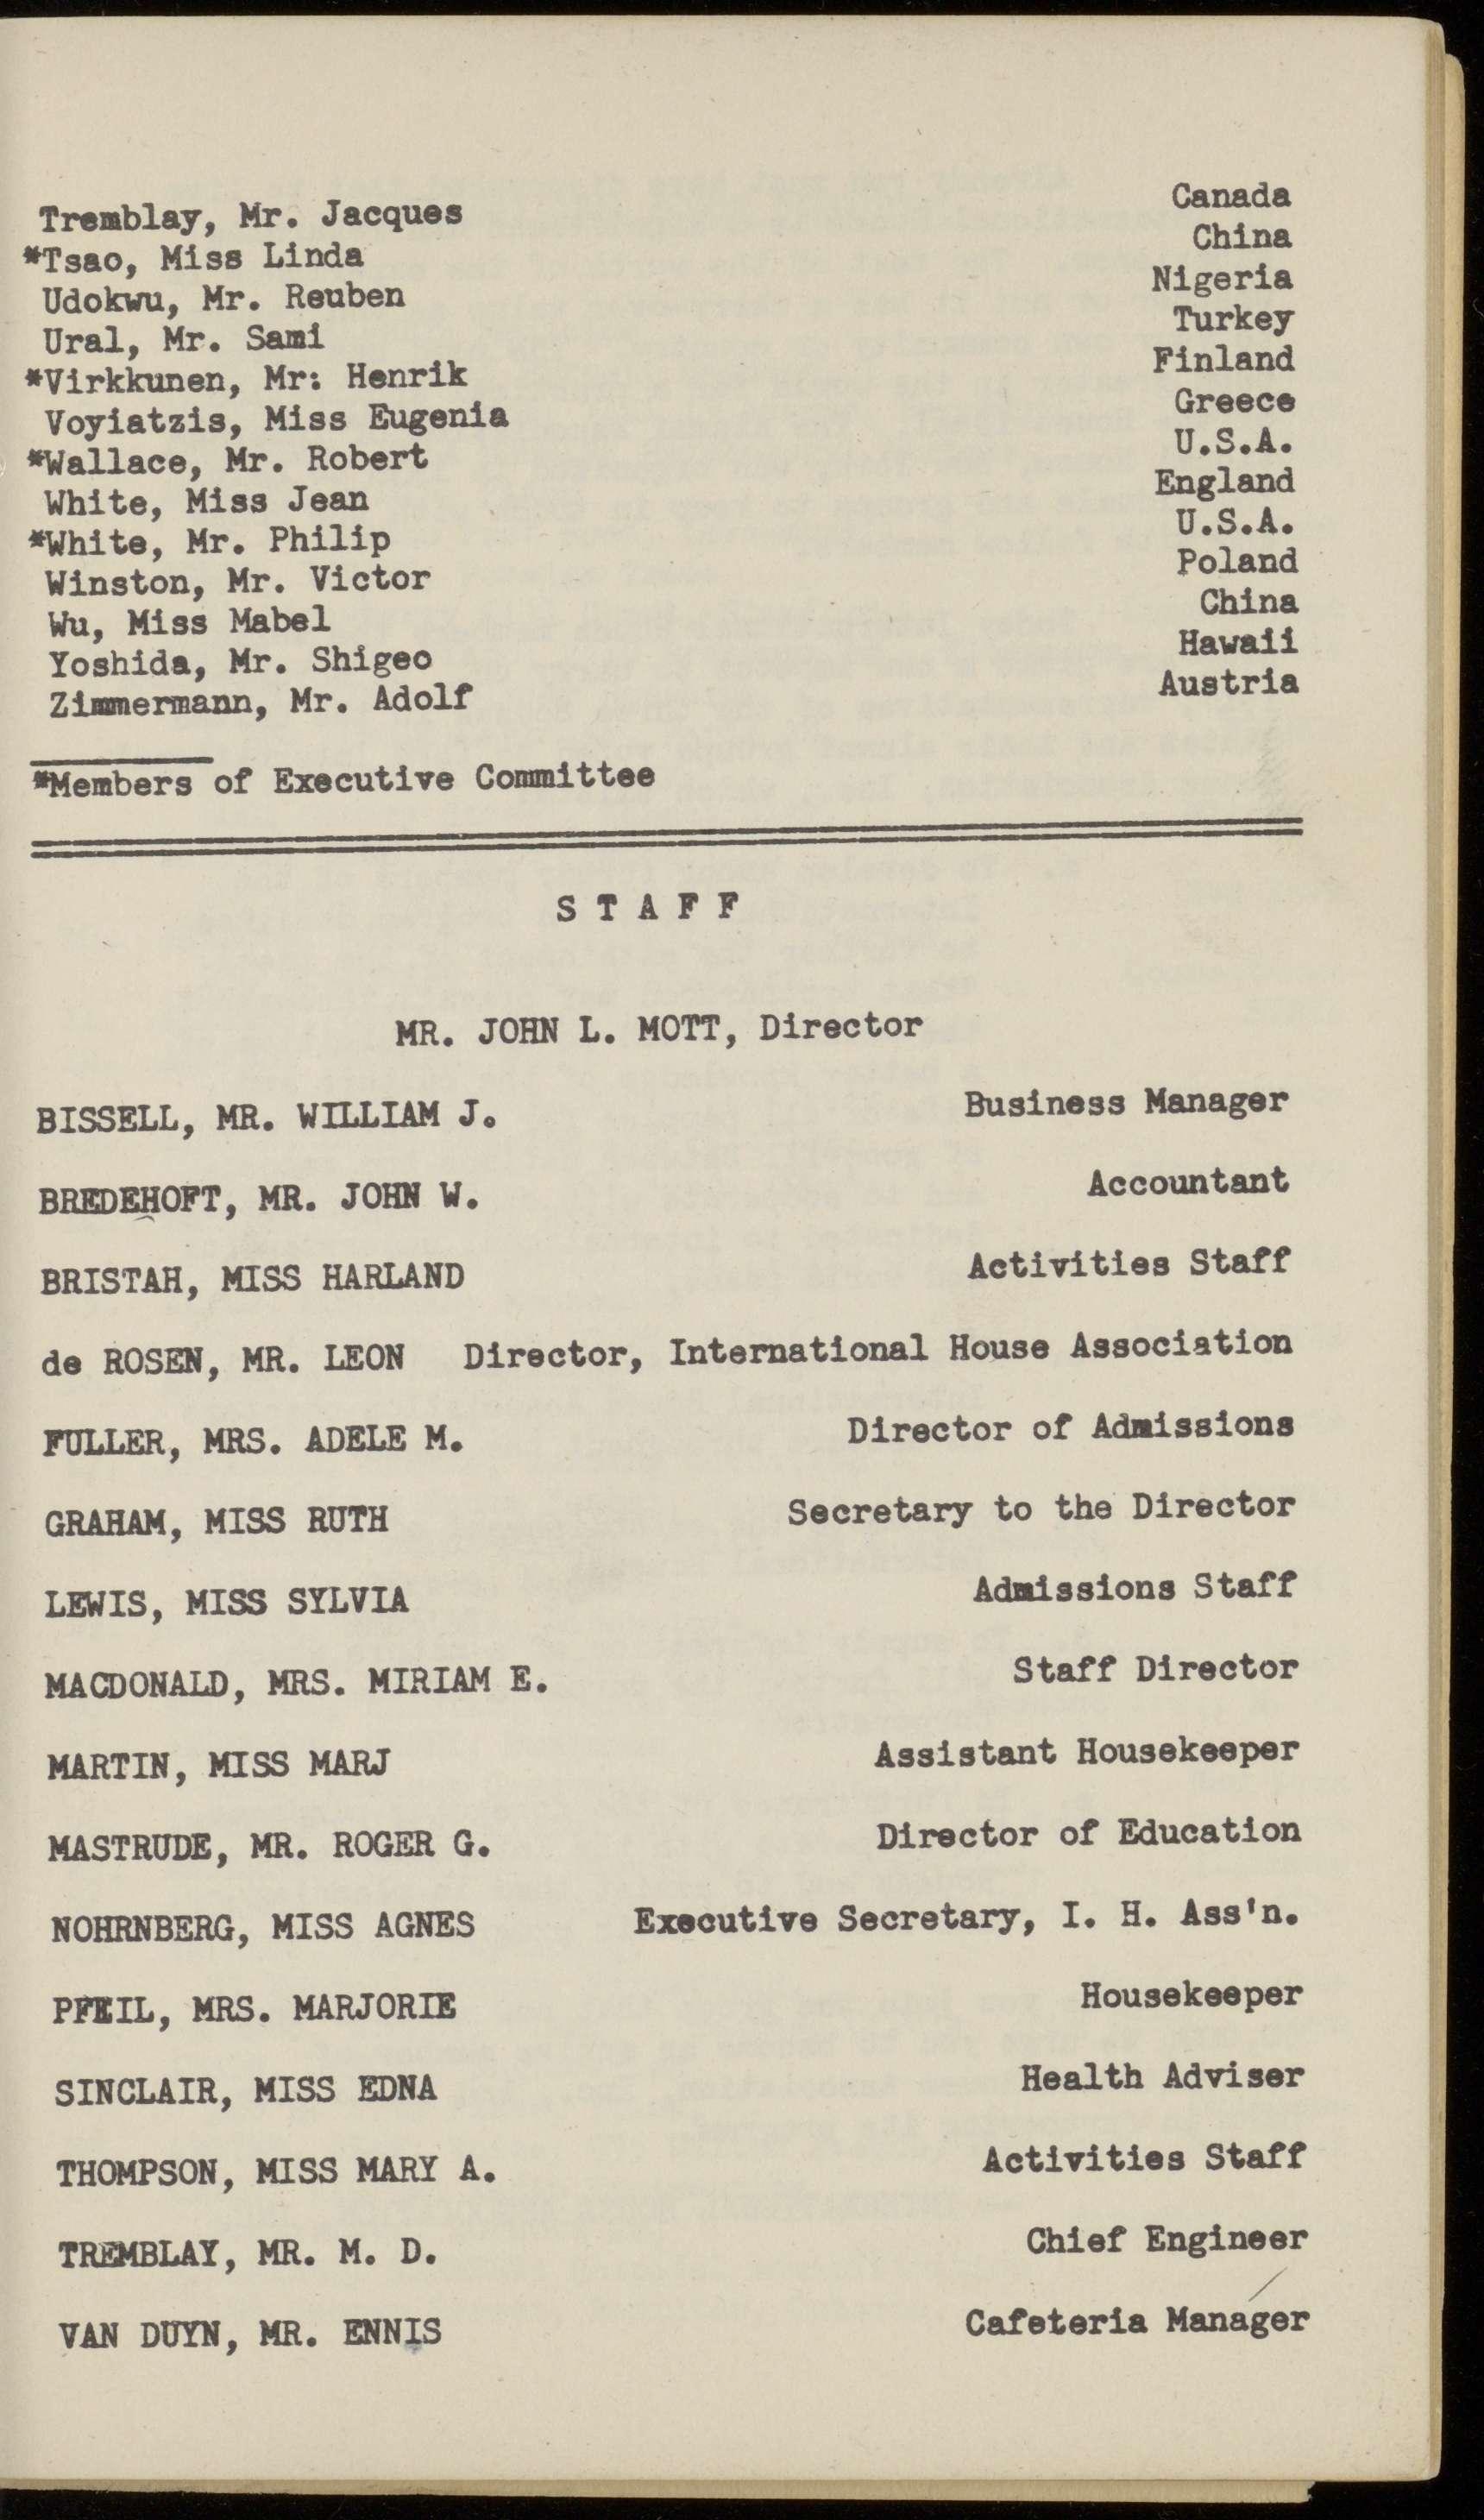 Tremblay, Mr. Jacques Canada
*Tsao, Miss Linda China
Udokwu, Mr. Reuben Nigeria
Ural, Mr. Sami Turkey
*Virkkunen, Mr: Henrik Finland
Voyiatzis, Miss Eugenia Greece
*Wallace, Mr. Robert U.S.A.
White, Miss Jean England
*White, Mr. Philip U.S.A.
Winston, Mr. Victor Poland
Wu, Miss Mabel China
Yoshida, Mr. Shigeo Hawaii
Zimmermann, Mr. Adolf Austria
*Members of Executive Committee
S T A F F
MR. JOHN L. MOTT, Director
BISSELL, MR. WILLIAM J. Business Manager
BREDEHOFT, MR. JOHN W. Accountant
BRISTAH, MISS HARLAND Activities Staff
de ROSEN, MR. LEON Director, International House Association
FULLER, MRS. ADELE M. Director of Admissions
GRAHAM, MISS RUTH Secretary to the Director
LEWIS, MISS SYLVIA Admissions Staff
MACDONALD, MRS. MIRIAM E. Staff Director
MARTIN, MISS MARJ Assistant Housekeeper
MASTRUDE, MR. ROGER G. Director of Education
NOHRNBERG, MISS AGNES Executive Secretary, I. H. Ass'n.
PFEIL, MRS. MARJORIE Housekeeper
SINCLAIR, MISS EDNA Health Adviser
THOMPSON, MISS MARY A. Activities Staff
TREMBLAY, MR. M. D. Chief Engineer
VAN DUYN, MR. ENNIS Cafeteria Manager